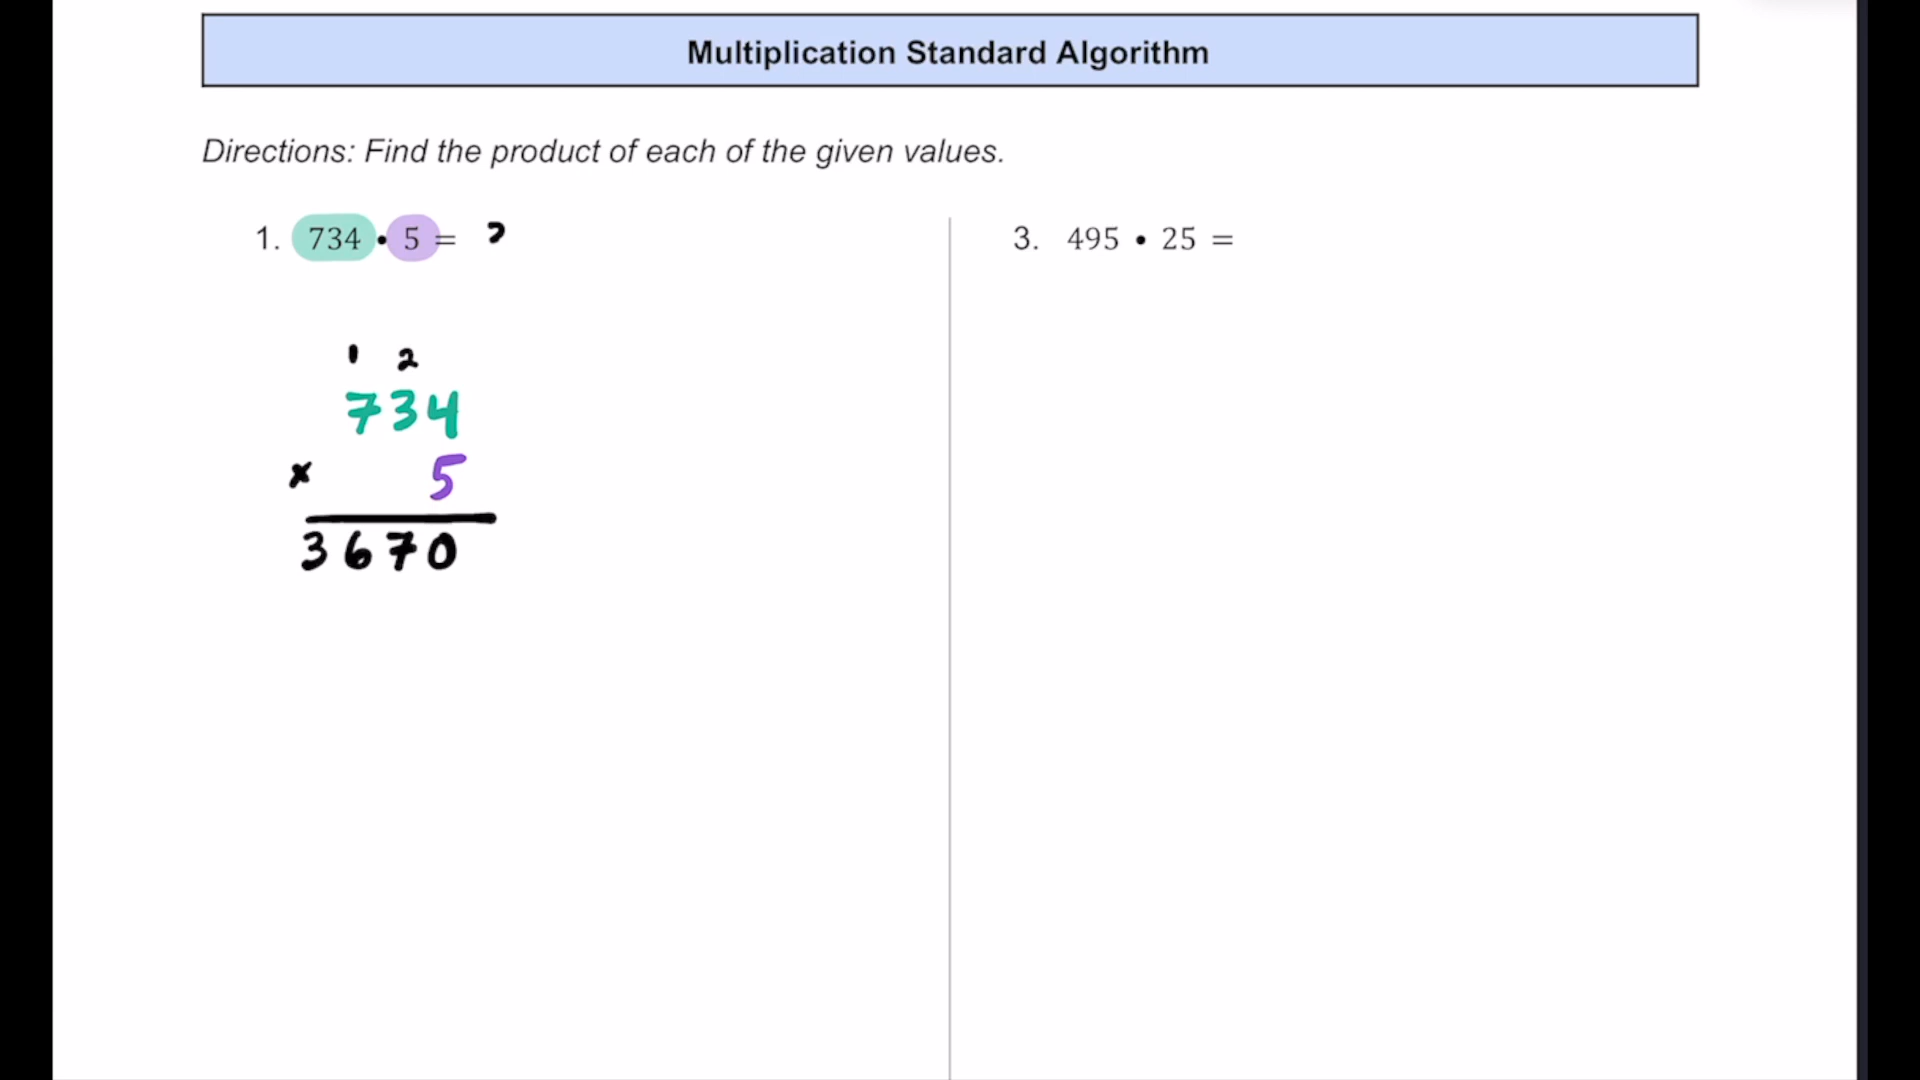 Multiplication Standard Algorithm
Directions: Find the product of each of the given values.
1. 734 • 5 = ?
1 2
734
x 5
3670
3. 495 • 25 =